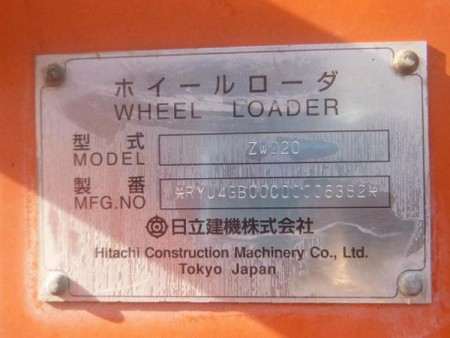 ホイールローダ
WHEEL LOADER
型式
MODEL ZW220
製番
MFG.NO
日立建機株式会社
Hitachi Construction Machinery Co., Ltd.
Tokyo Japan